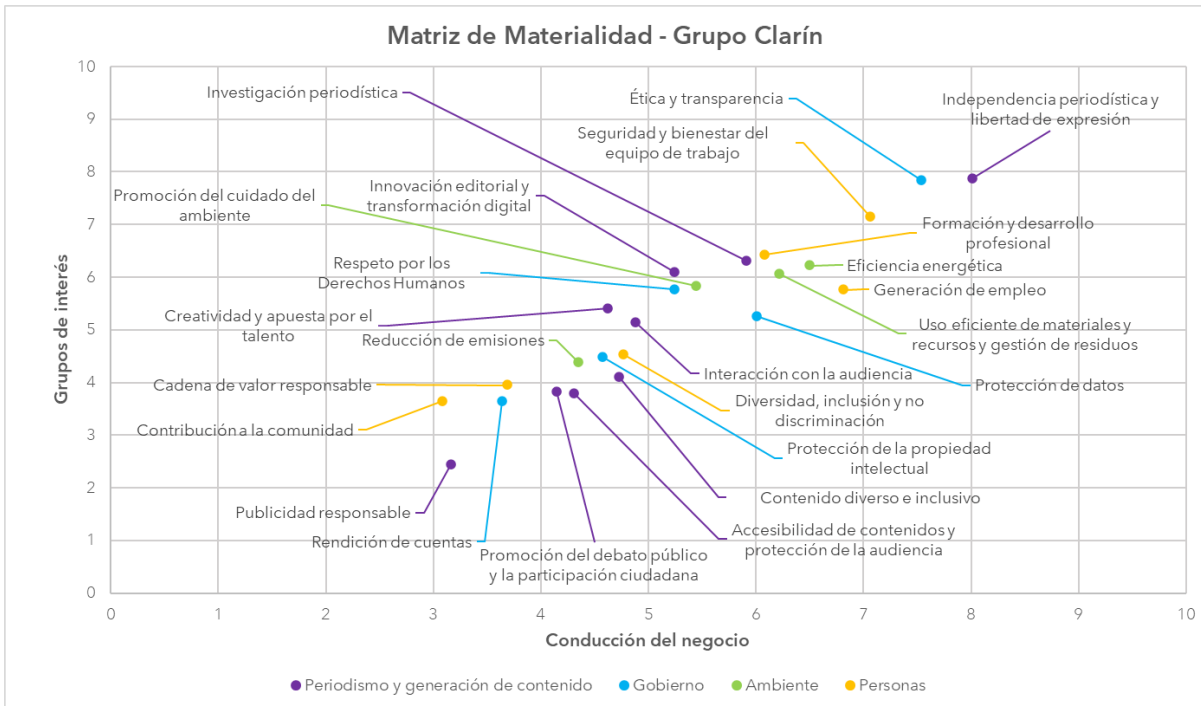 Matriz de Materialidad - Grupo Clarín
Grupos de interés
10
9
8
7
6
5
4
3
2
1
0
Investigación periodística
Ética y transparencia
Independencia periodística y
libertad de expresión
Seguridad y bienestar del
equipo de trabajo
Innovación editorial y
transformación digital
Promoción del cuidado del
ambiente
Formación y desarrollo
profesional
Respeto por los
Derechos Humanos
Eficiencia energética
Generación de empleo
Creatividad y apuesta por el
talento
Uso eficiente de materiales y
recursos y gestión de residuos
Reducción de emisiones
Interacción con la audiencia
Protección de datos
Cadena de valor responsable
Diversidad, inclusión y no
discriminación
Contribución a la comunidad
Protección de la propiedad
intelectual
Contenido diverso e inclusivo
Publicidad responsable
Accesibilidad de contenidos y
protección de la audiencia
Rendición de cuentas
Promoción del debato público
y la participación ciudadana
0 1 2 3 4 5 6 7 8 9 10
Conducción del negocio
Periodismo y generación de contenido Gobierno Ambiente Personas